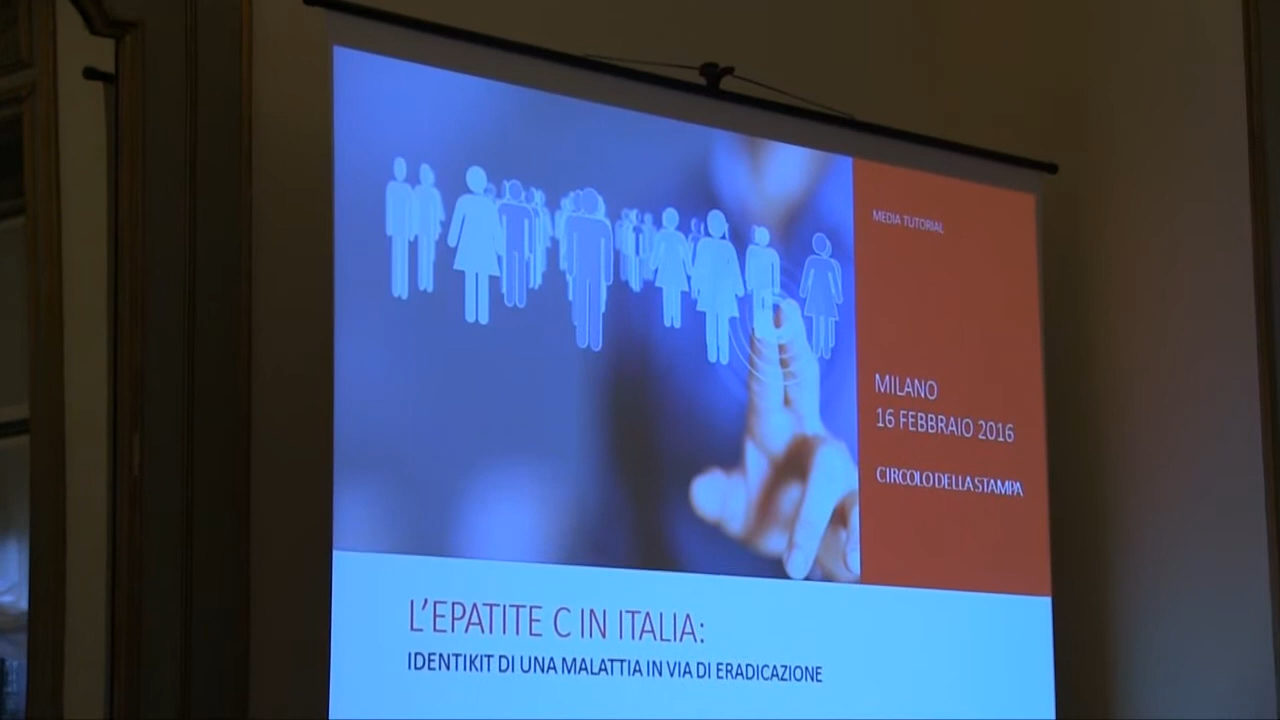 MEDIA TUTORIAL
MILANO
16 FEBBRAIO 2016
CIRCOLO DELLA STAMPA
L'EPATITE C IN ITALIA:
IDENTIKIT DI UNA MALATTIA IN VIA DI ERADICAZIONE